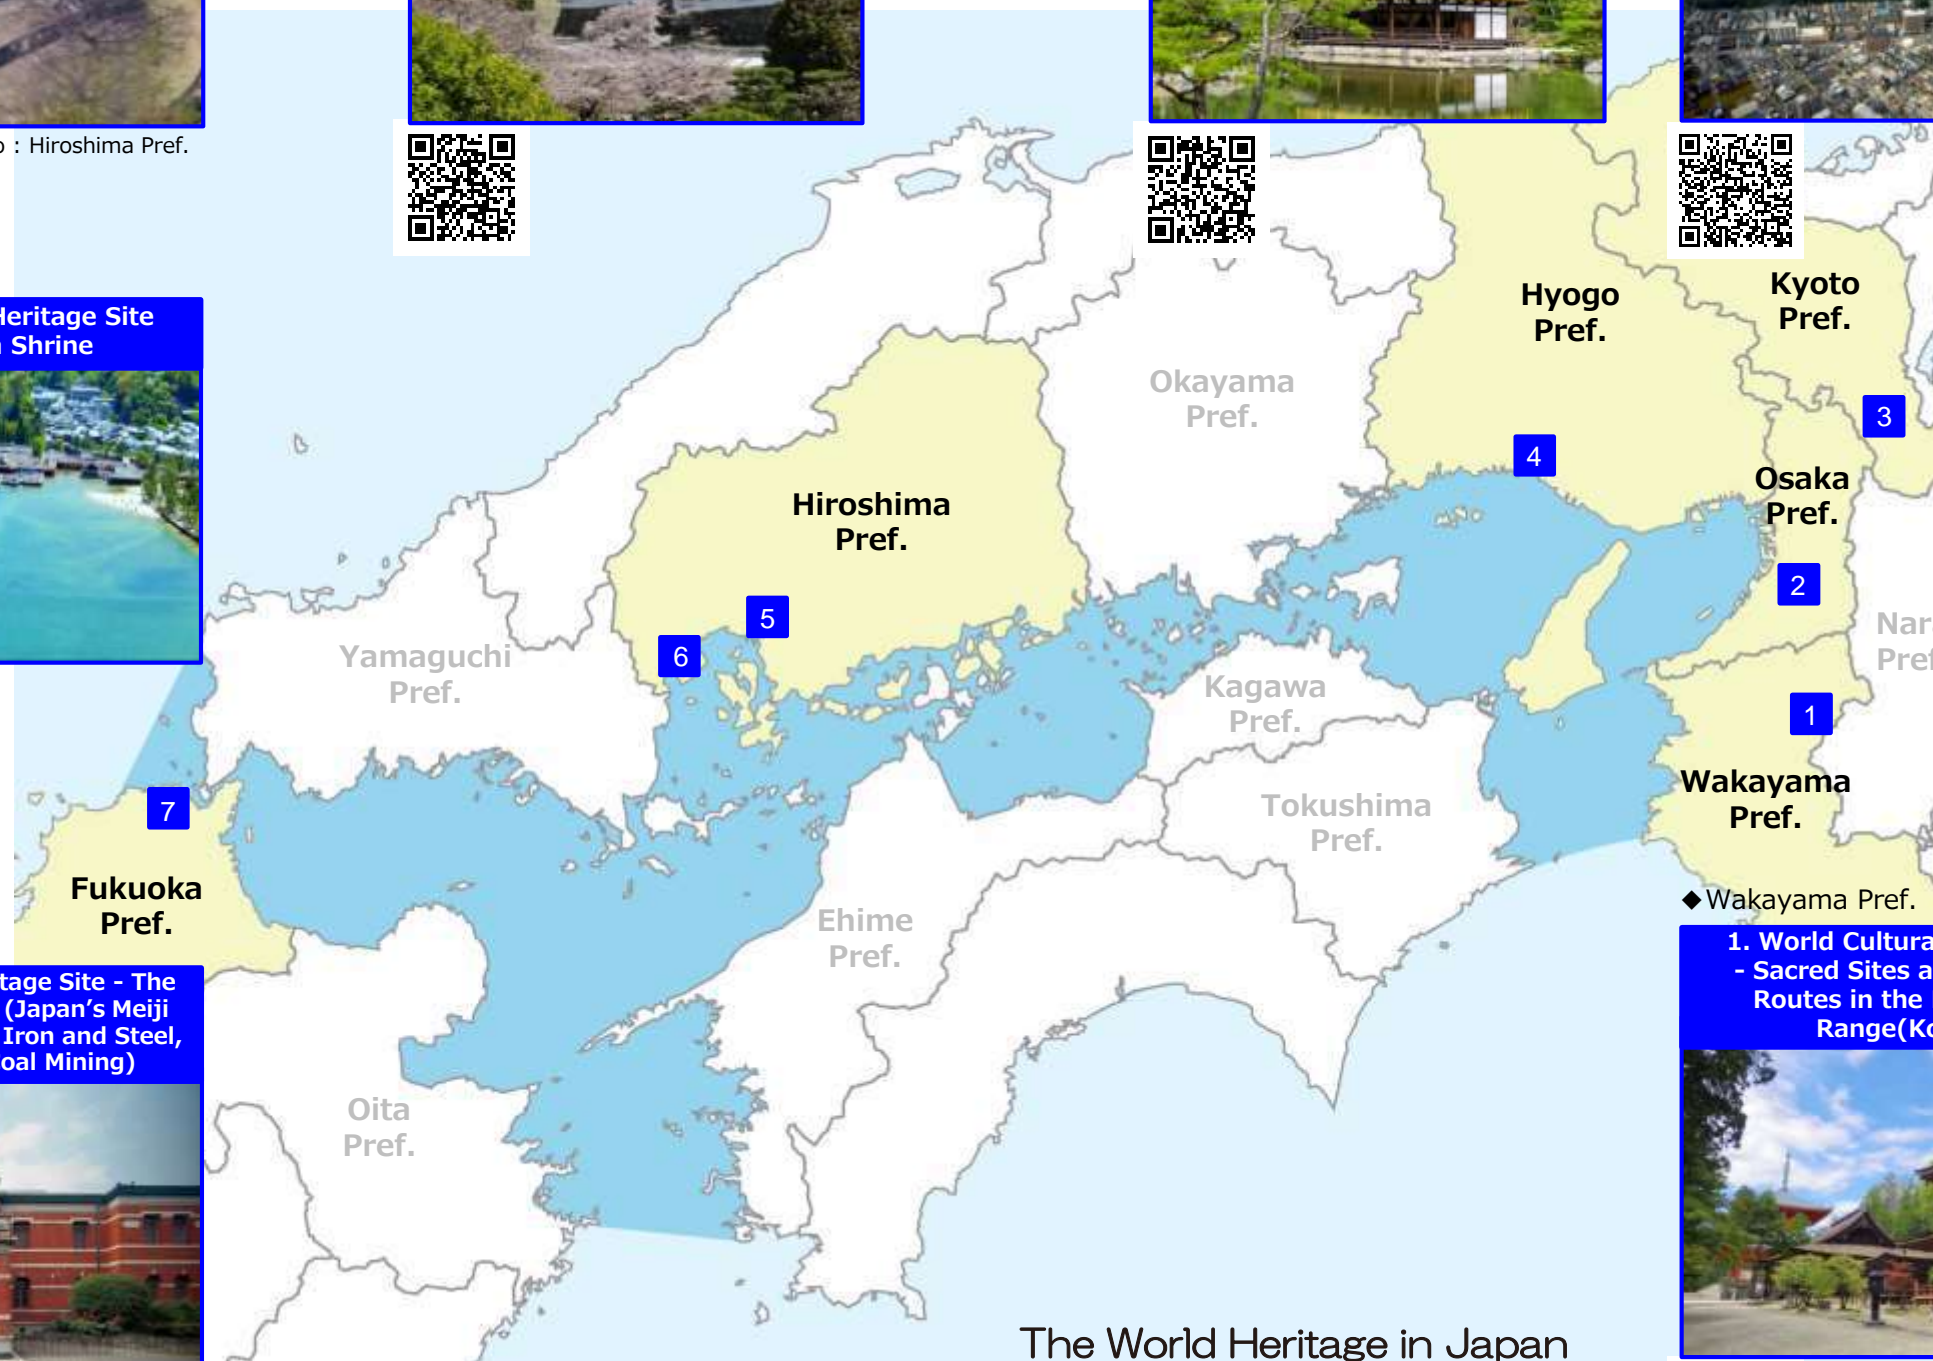 : Hiroshima Pref.
Heritage Site
Shrine
Hyogo
Pref.
Kyoto
Pref.
Okayama
Pref.
3
4
Osaka
Pref.
Hiroshima
Pref.
2
5
6
Yamaguchi
Pref.
Nar
Pref
Kagawa
Pref.
1
7
Wakayama
Pref.
Tokushima
Pref.
Fukuoka
Pref.
Ehime
Pref.
◆Wakayama Pref.
1. World Cultura
- Sacred Sites a
Routes in the
Range(Ko
tage Site - The
(Japan's Meiji
Iron and Steel,
oal Mining)
Oita
Pref.
The World Heritage in Japan